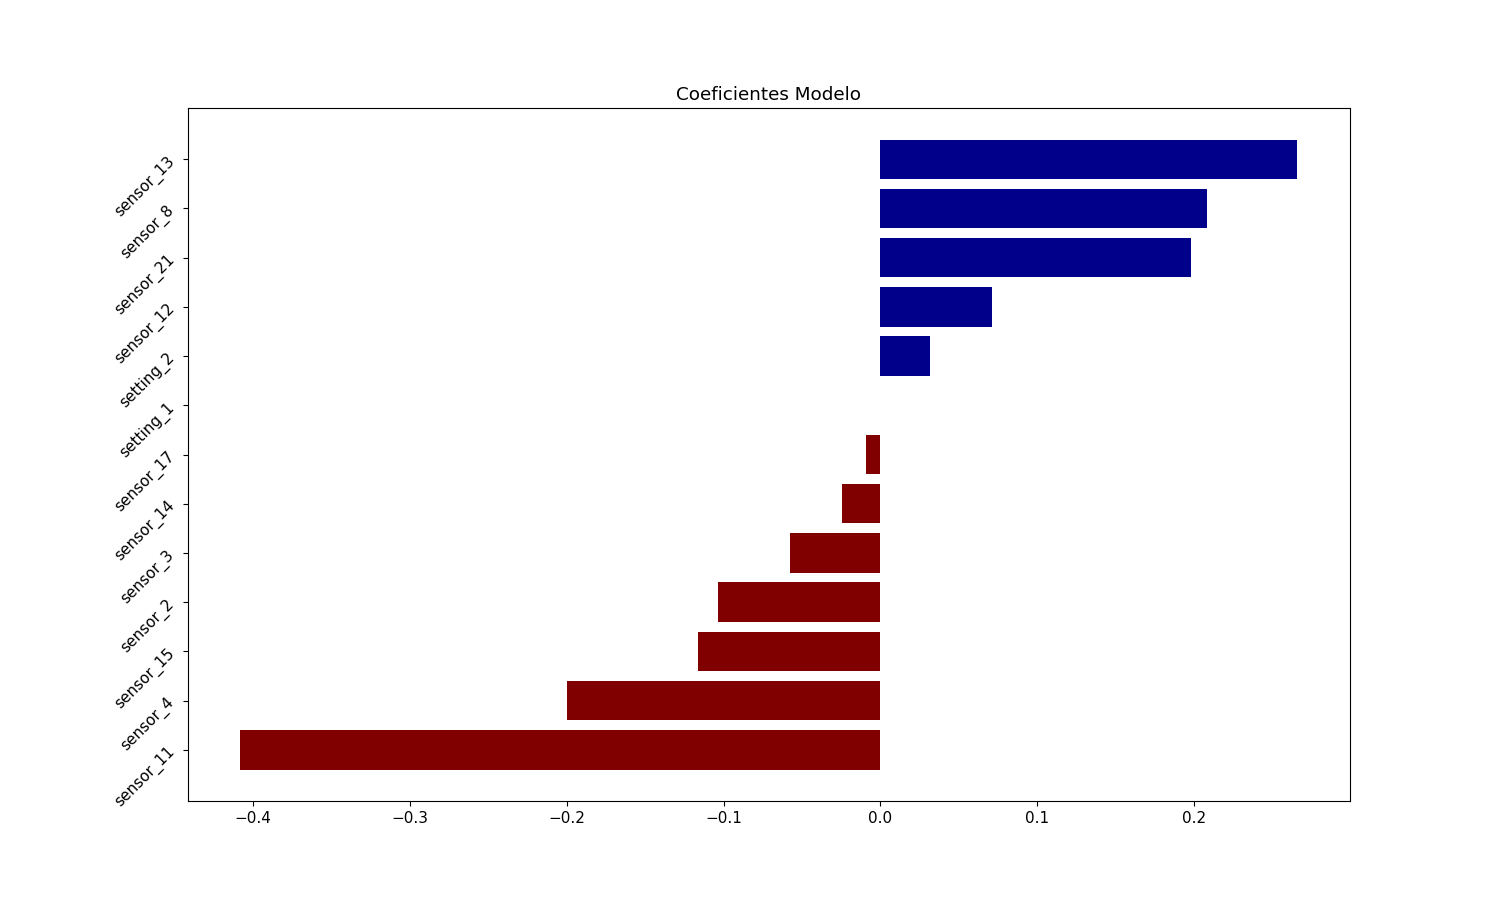 Coeficientes Modelo
sensor_13
sensor_8
sensor_21
sensor_12
setting_2
setting_1
sensor_17
sensor_14
sensor_3
sensor_2
sensor_15
sensor_4
sensor_11
−0.4 −0.3 −0.2 −0.1 0.0 0.1 0.2